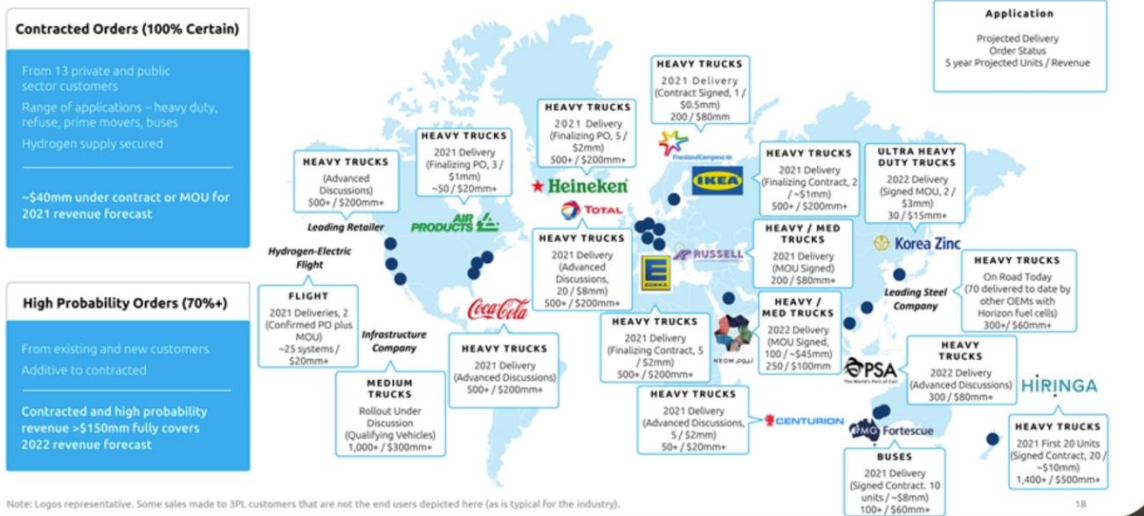 Contracted Orders (100% Certain)
From 13 private and public
sector customers
Range of applications – heavy duty,
refuse, prime movers, buses
Hydrogen supply secured
~$40mm under contract or MOU for
2021 revenue forecast
High Probability Orders (70%+)
From existing and new customers
Additive to contracted
Contracted and high probability
revenue >$150mm fully covers
2022 revenue forecast
Application
Projected Delivery
Order Status
5 year Projected Units / Revenue
HEAVY TRUCKS
(Advanced
Discussions)
500+ / $200mm+
Leading Retailer
HEAVY TRUCKS
2021 Delivery
(Finalizing PO, 3 /
$1mm)
~50 / $20mm+
AIR
PRODUCTS
HEAVY TRUCKS
2021 Delivery
(Finalizing PO, 5 /
$2mm)
500+ / $200mm+
Heineken
HEAVY TRUCKS
2021 Delivery
(Contract Signed, 1 /
$0.5mm)
200 / $80mm
FrieslandCampina
HEAVY TRUCKS
2021 Delivery
(Finalizing Contract, 2
/ ~$1mm)
500+ / $200mm+
IKEA
ULTRA HEAVY
DUTY TRUCKS
2022 Delivery
(Signed MOU, 2 /
$3mm)
30 / $15mm+
Korea Zinc
TOTAL
HEAVY TRUCKS
2021 Delivery
(Advanced
Discussions,
20 / $8mm)
500+ / $200mm+
HEAVY / MED
TRUCKS
2021 Delivery
(MOU Signed)
200 / $80mm+
RUSSELL
HEAVY TRUCKS
On Road Today
(70 delivered to date by
other OEMs with
Horizon fuel cells)
300+/ $60mm+
Leading Steel
Company
Hydrogen-Electric
Flight
FLIGHT
2021 Deliveries, 2
(Confirmed PO plus
MOU)
~25 systems /
$20mm+
Infrastructure
Company
MEDIUM
TRUCKS
Rollout Under
Discussion
(Qualifying Vehicles)
1,000+ / $300mm+
Coca-Cola
HEAVY TRUCKS
2021 Delivery
(Advanced Discussions)
500+ / $200mm+
E
EDEKA
HEAVY TRUCKS
2021 Delivery
(Finalizing Contract, 5
/ $2mm)
500+ / $200mm+
HEAVY /
MED TRUCKS
2022 Delivery
(MOU Signed,
100 / ~$45mm)
250 / $100mm
NEOM نيوم
HEAVY
TRUCKS
2022 Delivery
(Advanced Discussions)
300 / $80mm+
PSA
The World's Port of Call
HEAVY TRUCKS
2021 Delivery
(Advanced Discussions,
5 / $2mm)
50+ / $20mm+
CENTURION
FMG Fortescue
BUSES
2021 Delivery
(Signed Contract. 10
units / ~$8mm)
100+ / $60mm+
HIRINGA
HEAVY TRUCKS
2021 First 20 Units
(Signed Contract, 20 /
~$10mm)
1,400+ / $500mm+
Note: Logos representative. Some sales made to 3PL customers that are not the end users depicted here (as is typical for the industry).
18